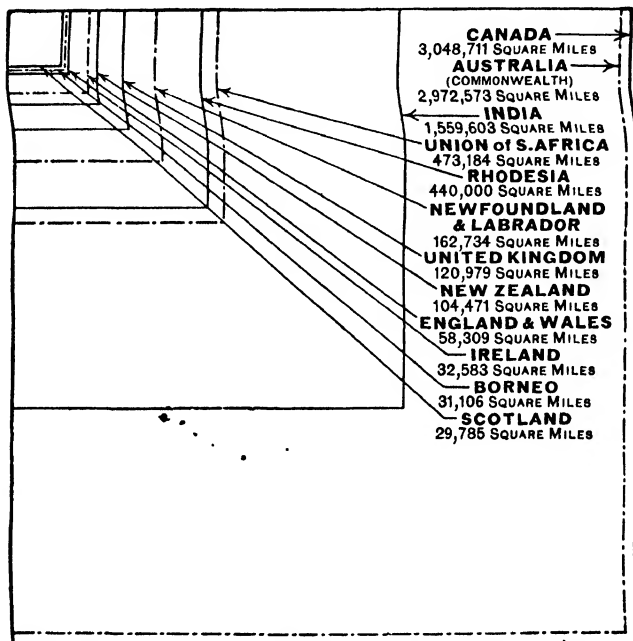 CANADA
3,048,711 SQUARE MILES
AUSTRALIA
(COMMONWEALTH)
2,972,573 SQUARE MILES
INDIA
1,559,603 SQUARE MILES
UNION of S. AFRICA
473,184 SQUARE MILES
RHODESIA
440,000 SQUARE MILES
NEWFOUNDLAND
& LABRADOR
162,734 SQUARE MILES
UNITED KINGDOM
120,979 SQUARE MILES
NEW ZEALAND
104,471 SQUARE MILES
ENGLAND & WALES
58,309 SQUARE MILES
IRELAND
32,583 SQUARE MILES
BORNEO
31,106 SQUARE MILES
SCOTLAND
29,785 SQUARE MILES